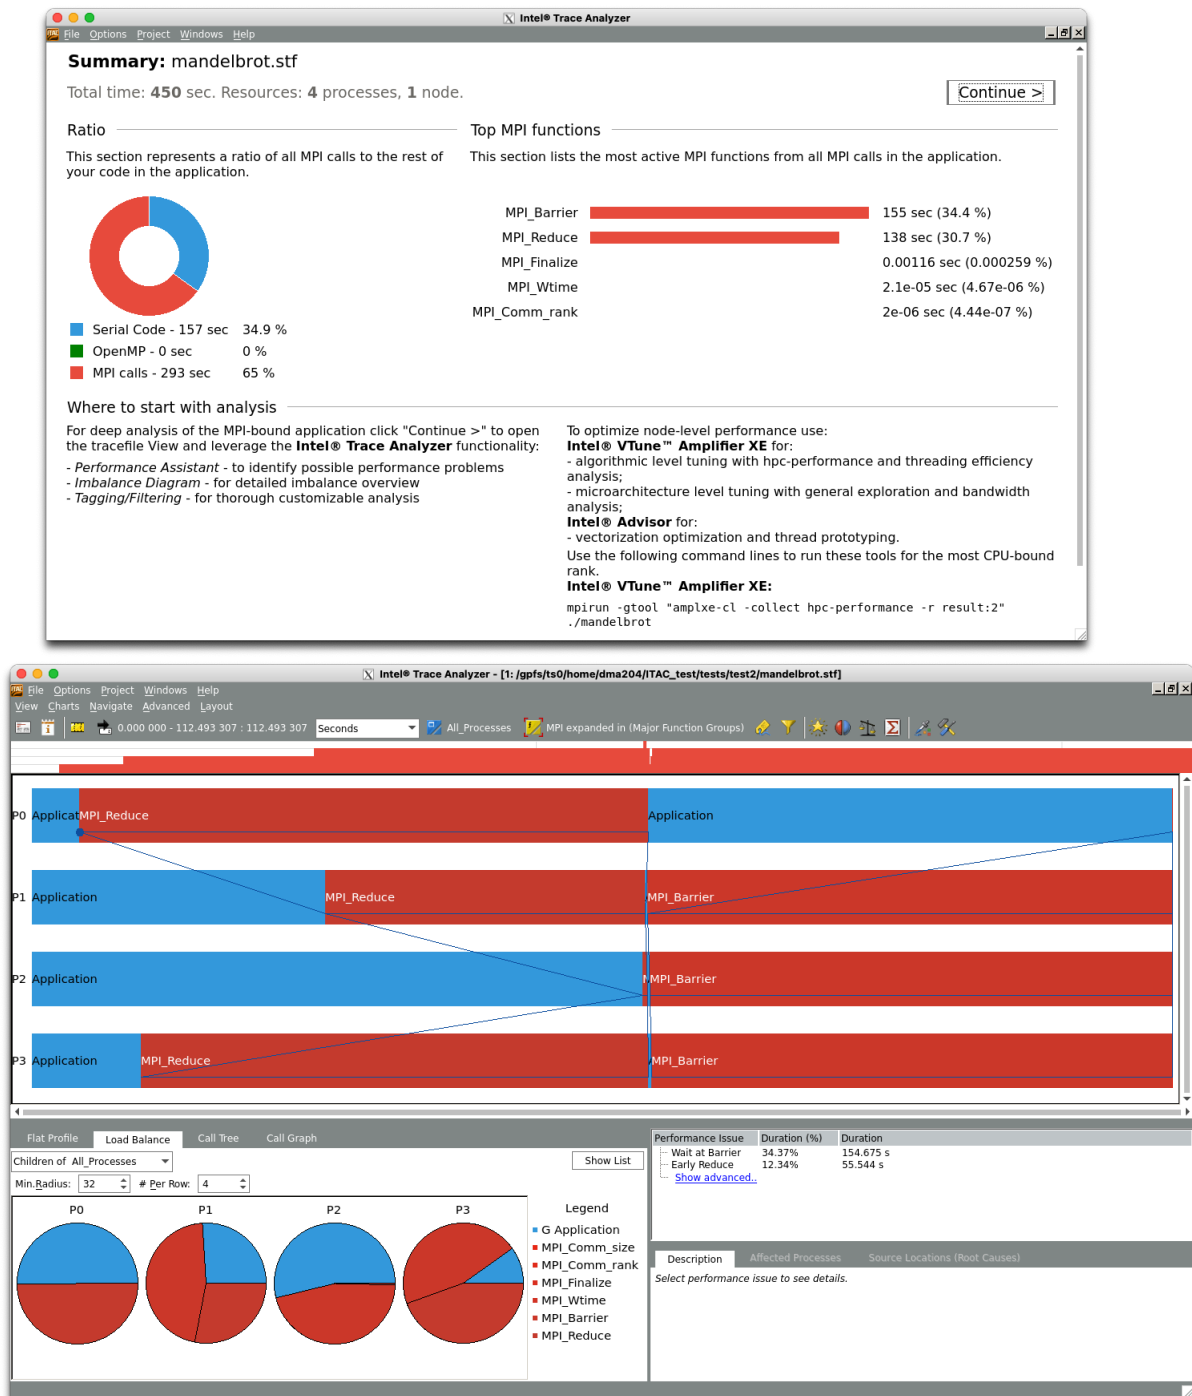 Intel® Trace Analyzer
File Options Project Windows Help
Summary: mandelbrot.stf
Total time: 450 sec. Resources: 4 processes, 1 node.
Continue >
Ratio
This section represents a ratio of all MPI calls to the rest of
your code in the application.
Serial Code - 157 sec 34.9 %
OpenMP - 0 sec 0 %
MPI calls - 293 sec 65 %
Top MPI functions
This section lists the most active MPI functions from all MPI calls in the application.
MPI_Barrier 155 sec (34.4 %)
MPI_Reduce 138 sec (30.7 %)
MPI_Finalize 0.00116 sec (0.000259 %)
MPI_Wtime 2.1e-05 sec (4.67e-06 %)
MPI_Comm_rank 2e-06 sec (4.44e-07 %)
Where to start with analysis
For deep analysis of the MPI-bound application click "Continue >" to open
the tracefile View and leverage the Intel® Trace Analyzer functionality:
- Performance Assistant - to identify possible performance problems
- Imbalance Diagram - for detailed imbalance overview
- Tagging/Filtering - for thorough customizable analysis
To optimize node-level performance use:
Intel® VTune™ Amplifier XE for:
- algorithmic level tuning with hpc-performance and threading efficiency
analysis;
- microarchitecture level tuning with general exploration and bandwidth
analysis;
Intel® Advisor for:
- vectorization optimization and thread prototyping.
Use the following command lines to run these tools for the most CPU-bound
rank.
Intel® VTune™ Amplifier XE:
mpirun -gtool "amplxe-cl -collect hpc-performance -r result:2"
./mandelbrot
Intel® Trace Analyzer - [1: /gpfs/ts0/home/dma204/ITAC_test/tests/test2/mandelbrot.stf]
File Options Project Windows Help
View Charts Navigate Advanced Layout
0.000 000 - 112.493 307 : 112.493 307 Seconds All_Processes MPI expanded in (Major Function Groups)
P0 Applicat MPI_Reduce Application
P1 Application MPI_Reduce MPI_Barrier
P2 Application M MPI_Barrier
P3 Application MPI_Reduce MPI_Barrier
Flat Profile Load Balance Call Tree Call Graph
Children of All_Processes Show List
Min.Radius: 32 # Per Row: 4
P0 P1 P2 P3
Legend
G Application
MPI_Comm_size
MPI_Comm_rank
MPI_Finalize
MPI_Wtime
MPI_Barrier
MPI_Reduce
Performance Issue Duration (%) Duration
Wait at Barrier 34.37% 154.675 s
Early Reduce 12.34% 55.544 s
Show advanced..
Description Affected Processes Source Locations (Root Causes)
Select performance issue to see details.